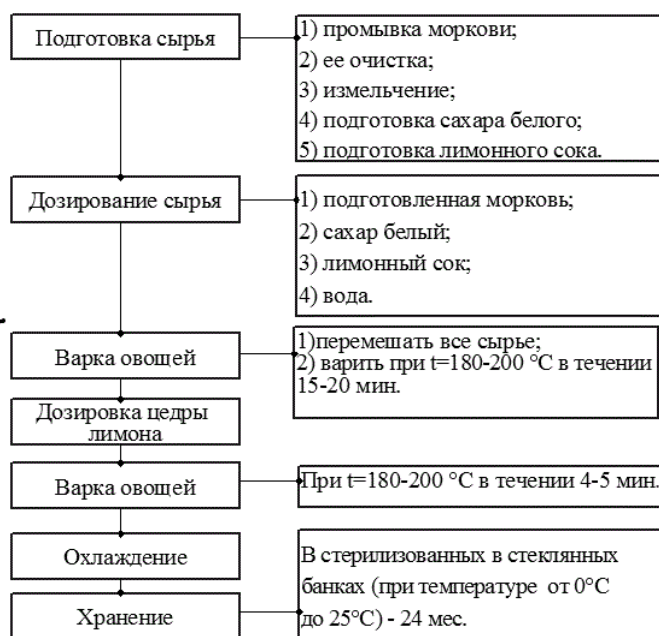 Подготовка сырья
1) промывка моркови;
2) ее очистка;
3) измельчение;
4) подготовка сахара белого;
5) подготовка лимонного сока.
Дозирование сырья
1) подготовленная морковь;
2) сахар белый;
3) лимонный сок;
4) вода.
Варка овощей
1)перемешать все сырье;
2) варить при t=180-200 °C в течении
15-20 мин.
Дозировка цедры
лимона
Варка овощей
При t=180-200 °C в течении 4-5 мин.
Охлаждение
Хранение
В стерилизованных в стеклянных
банках (при температуре от 0°C
до 25°C) - 24 мес.